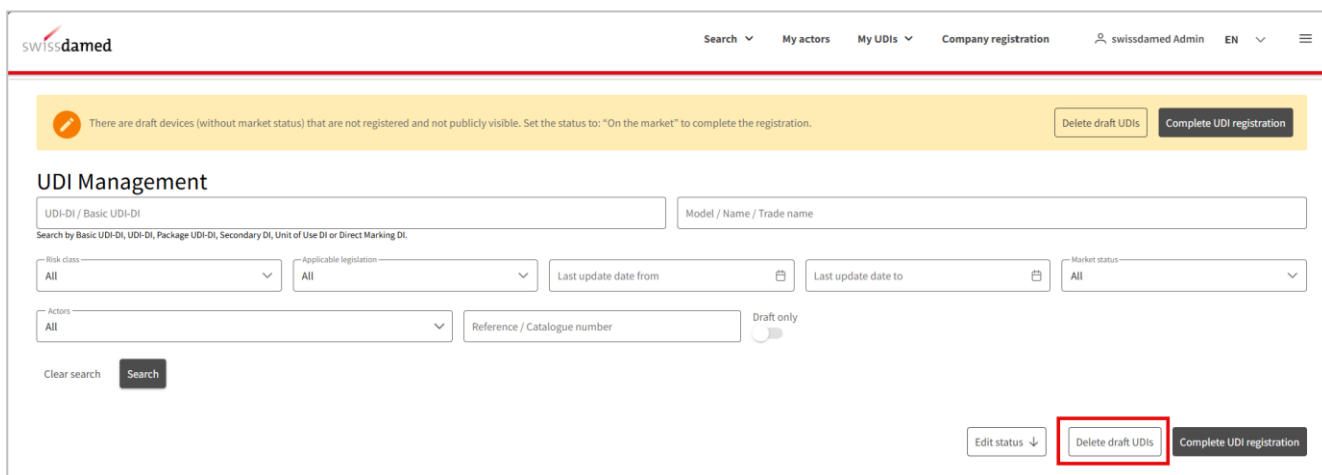 swissdamed
Search My actors My UDIs Company registration swissdamed Admin EN
There are draft devices (without market status) that are not registered and not publicly visible. Set the status to: “On the market” to complete the registration.
Delete draft UDIs Complete UDI registration
UDI Management
UDI-DI / Basic UDI-DI Model / Name / Trade name
Search by Basic UDI-DI, UDI-DI, Package UDI-DI, Secondary DI, Unit of Use DI or Direct Marking DI.
Risk class Applicable legislation Market status
All All Last update date from Last update date to All
Actors Draft only
All Reference / Catalogue number
Clear search Search
Edit status Delete draft UDIs Complete UDI registration